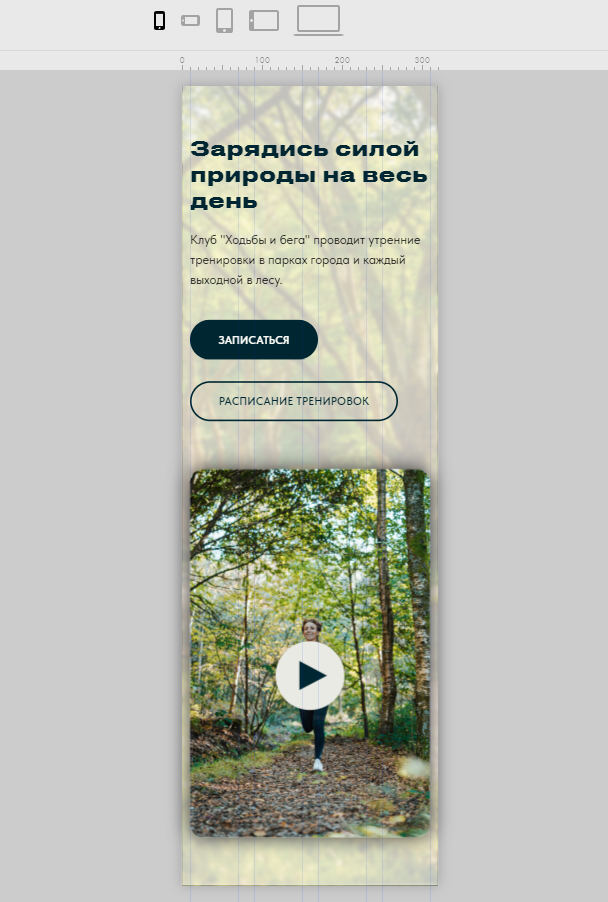 0 100 200 300
Зарядись силой
природы на весь
день
Клуб "Ходьбы и бега" проводит утренние
тренировки в парках города и каждый
выходной в лесу.
ЗАПИСАТЬСЯ
РАСПИСАНИЕ ТРЕНИРОВОК